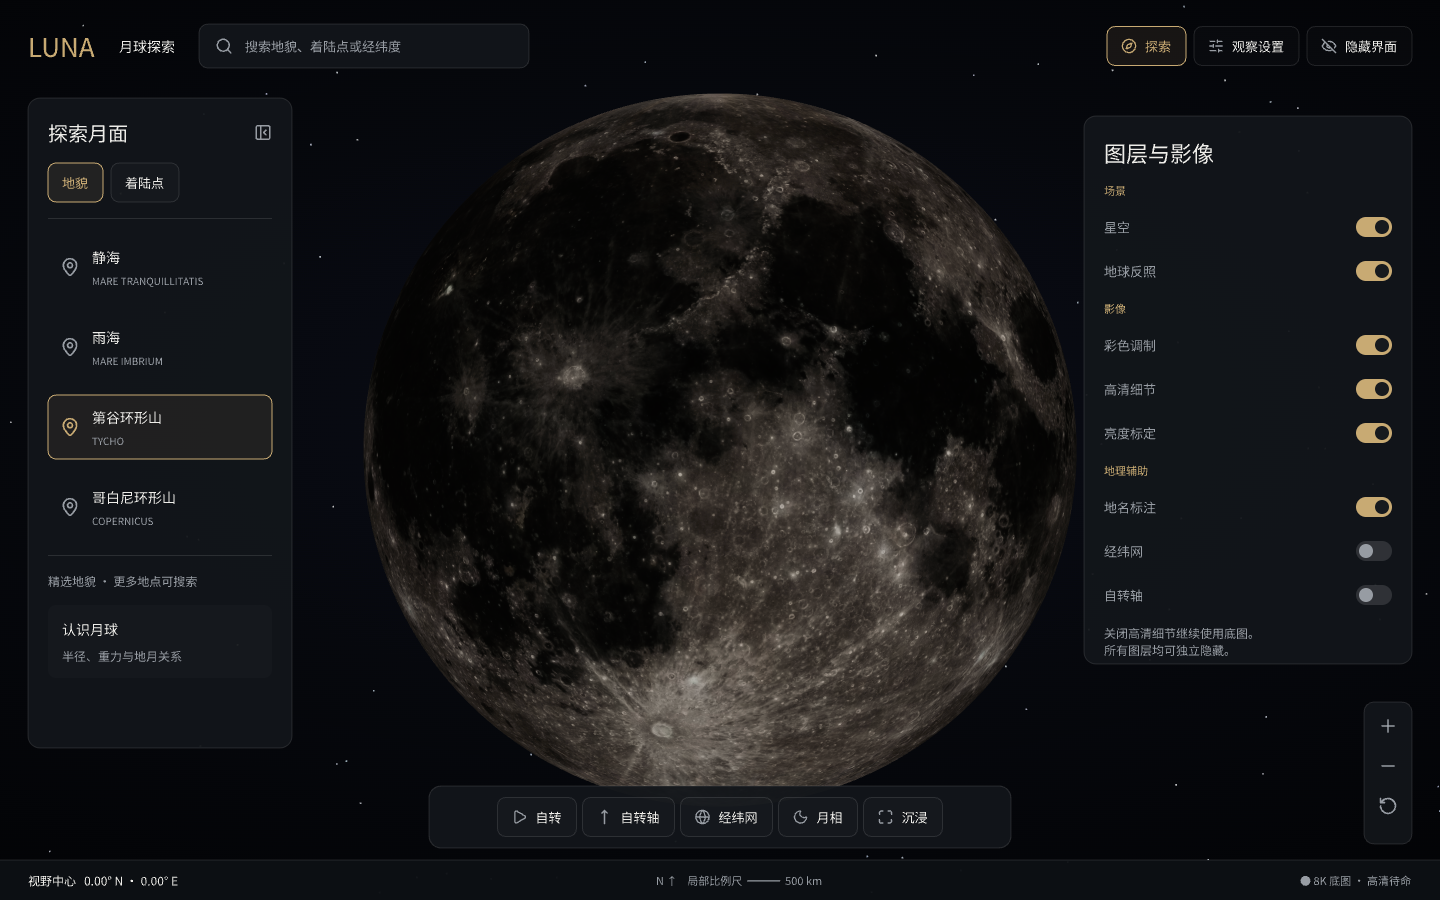 LUNA
月球探索
搜索地貌、着陆点或经纬度
探索
观察设置
隐藏界面
探索月面
地貌
着陆点
静海
MARE TRANQUILLITATIS
雨海
MARE IMBRIUM
第谷环形山
TYCHO
哥白尼环形山
COPERNICUS
精选地貌 · 更多地点可搜索
认识月球
半径、重力与地月关系
图层与影像
场景
星空
地球反照
影像
彩色调制
高清细节
亮度标定
地理辅助
地名标注
经纬网
自转轴
关闭高清细节继续使用底图。
所有图层均可独立隐藏。
自转
自转轴
经纬网
月相
沉浸
视野中心 0.00° N · 0.00° E
N ↑ 局部比例尺 500 km
8K 底图 · 高清待命